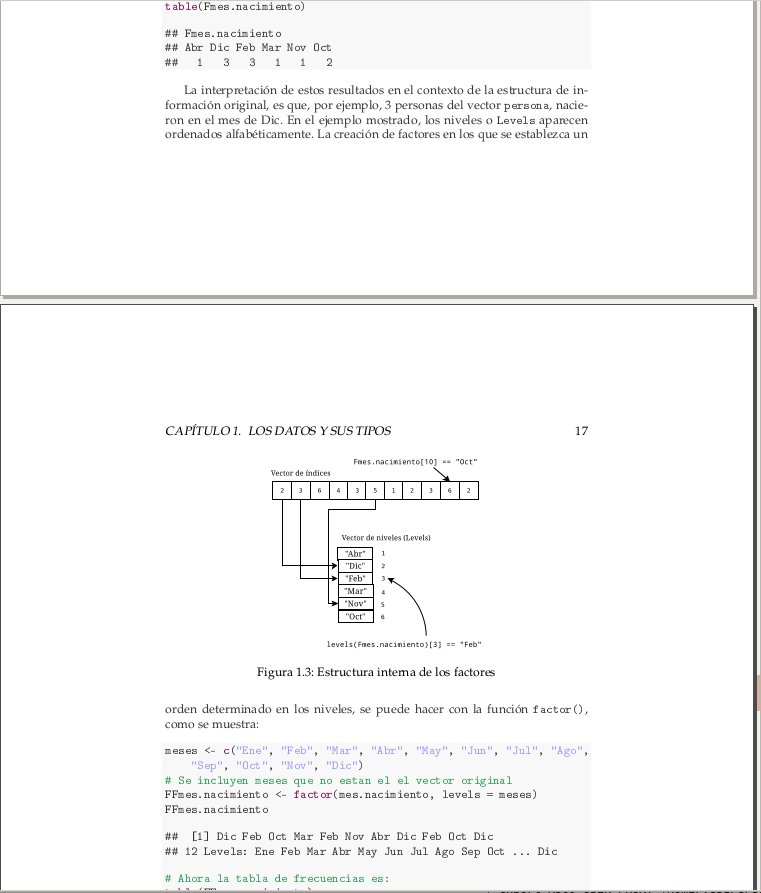 table(Fmes.nacimiento)
## Fmes.nacimiento
## Abr Dic Feb Mar Nov Oct
##   1   3   3   1   1   2
La interpretación de estos resultados en el contexto de la estructura de in-
formación original, es que, por ejemplo, 3 personas del vector persona, nacie-
ron en el mes de Dic. En el ejemplo mostrado, los niveles o Levels aparecen
ordenados alfabéticamente. La creación de factores en los que se establezca un
CAPÍTULO 1. LOS DATOS Y SUS TIPOS 17
Fmes.nacimiento[10] == "Oct"
Vector de índices
2 3 6 4 3 5 1 2 3 6 2
Vector de niveles (Levels)
"Abr" 1
"Dic" 2
"Feb" 3
"Mar" 4
"Nov" 5
"Oct" 6
levels(Fmes.nacimiento)[3] == "Feb"
Figura 1.3: Estructura interna de los factores
orden determinado en los niveles, se puede hacer con la función factor(),
como se muestra:
meses <- c("Ene", "Feb", "Mar", "Abr", "May", "Jun", "Jul", "Ago",
"Sep", "Oct", "Nov", "Dic")
# Se incluyen meses que no estan el el vector original
FFmes.nacimiento <- factor(mes.nacimiento, levels = meses)
FFmes.nacimiento
##  [1] Dic Feb Oct Mar Feb Nov Abr Dic Feb Oct Dic
## 12 Levels: Ene Feb Mar Abr May Jun Jul Ago Sep Oct ... Dic
# Ahora la tabla de frecuencias es: